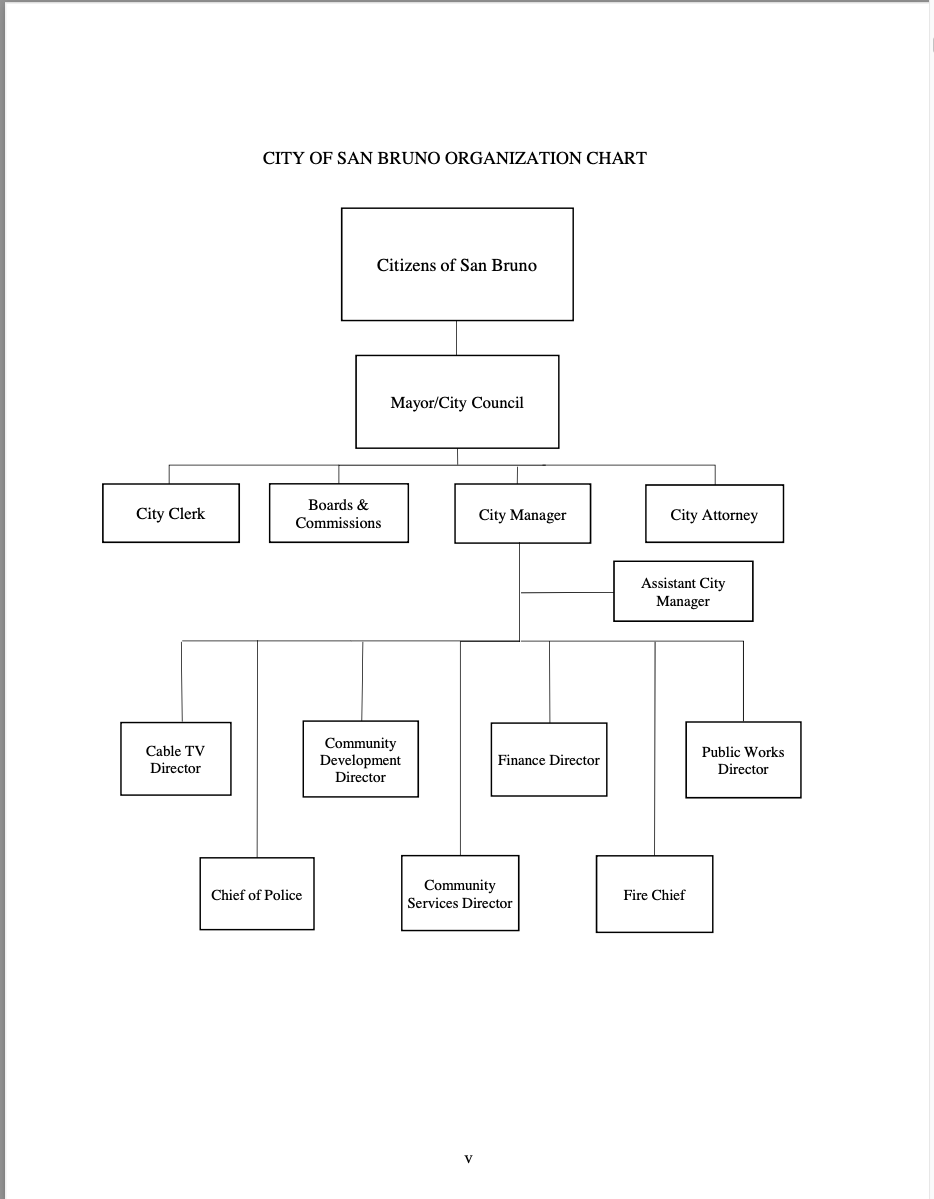 CITY OF SAN BRUNO ORGANIZATION CHART
Citizens of San Bruno
Mayor/City Council
City Clerk
Boards &
Commissions
City Manager
City Attorney
Assistant City
Manager
Cable TV
Director
Community
Development
Director
Finance Director
Public Works
Director
Chief of Police
Community
Services Director
Fire Chief
v